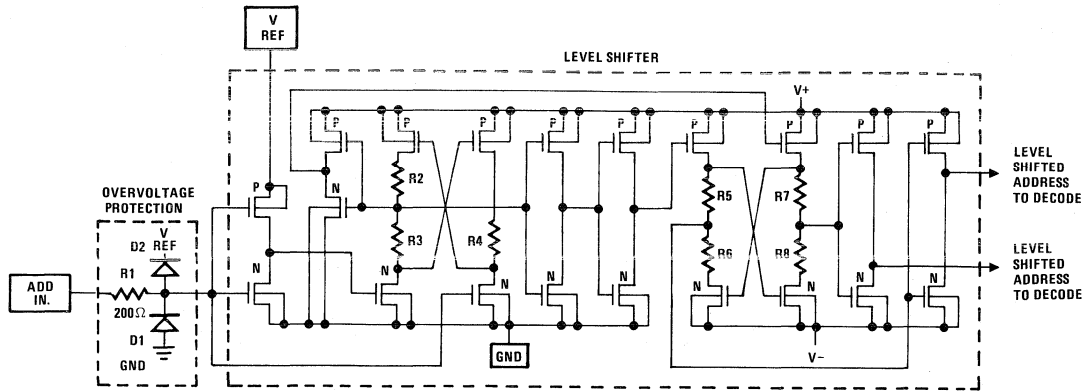 V
REF
LEVEL SHIFTER
V+
P
P
P
P
P
P
P
P
P
LEVEL
SHIFTED
ADDRESS
TO DECODE
OVERVOLTAGE
PROTECTION
P
N
R2
R5
R7
V
REF
D2
R3
R4
R6
R8
LEVEL
SHIFTED
ADDRESS
TO DECODE
ADD
IN.
R1
200Ω
N
N
N
N
N
N
N
N
N
D1
GND
GND
V−